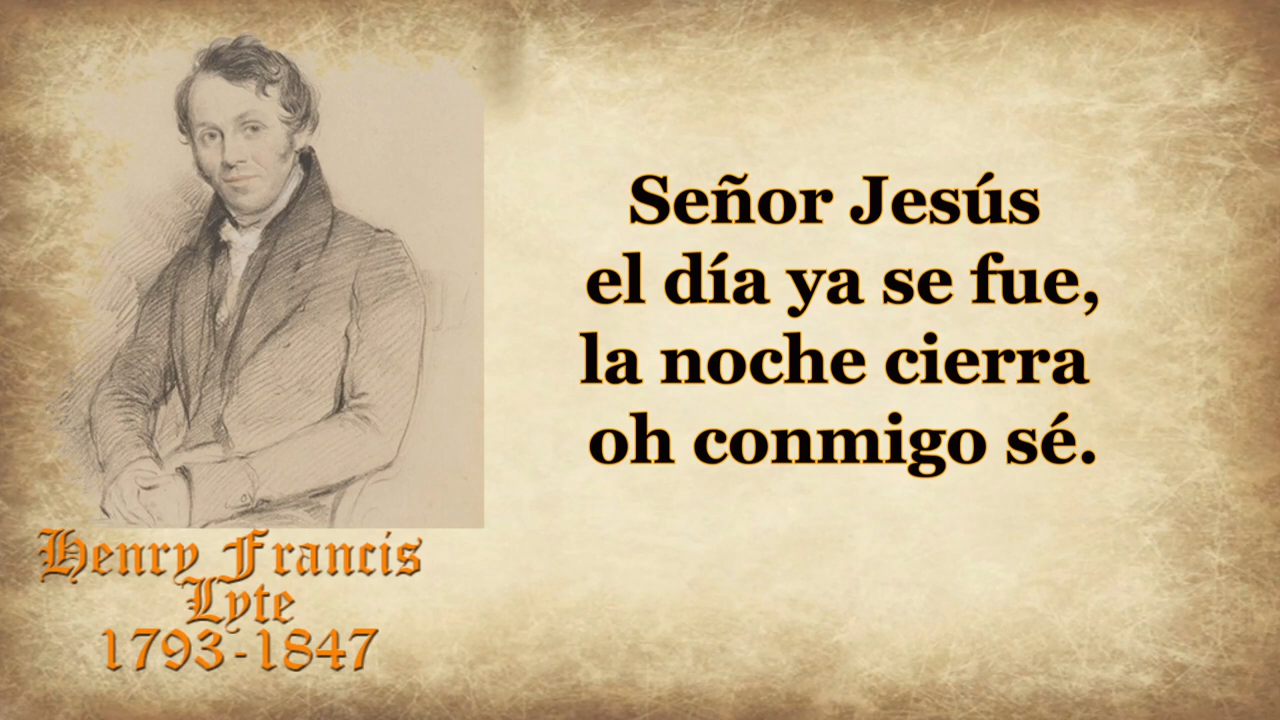 Señor Jesús
el día ya se fue,
la noche cierra
oh conmigo sé.
Henry Francis
Lyte
1793-1847